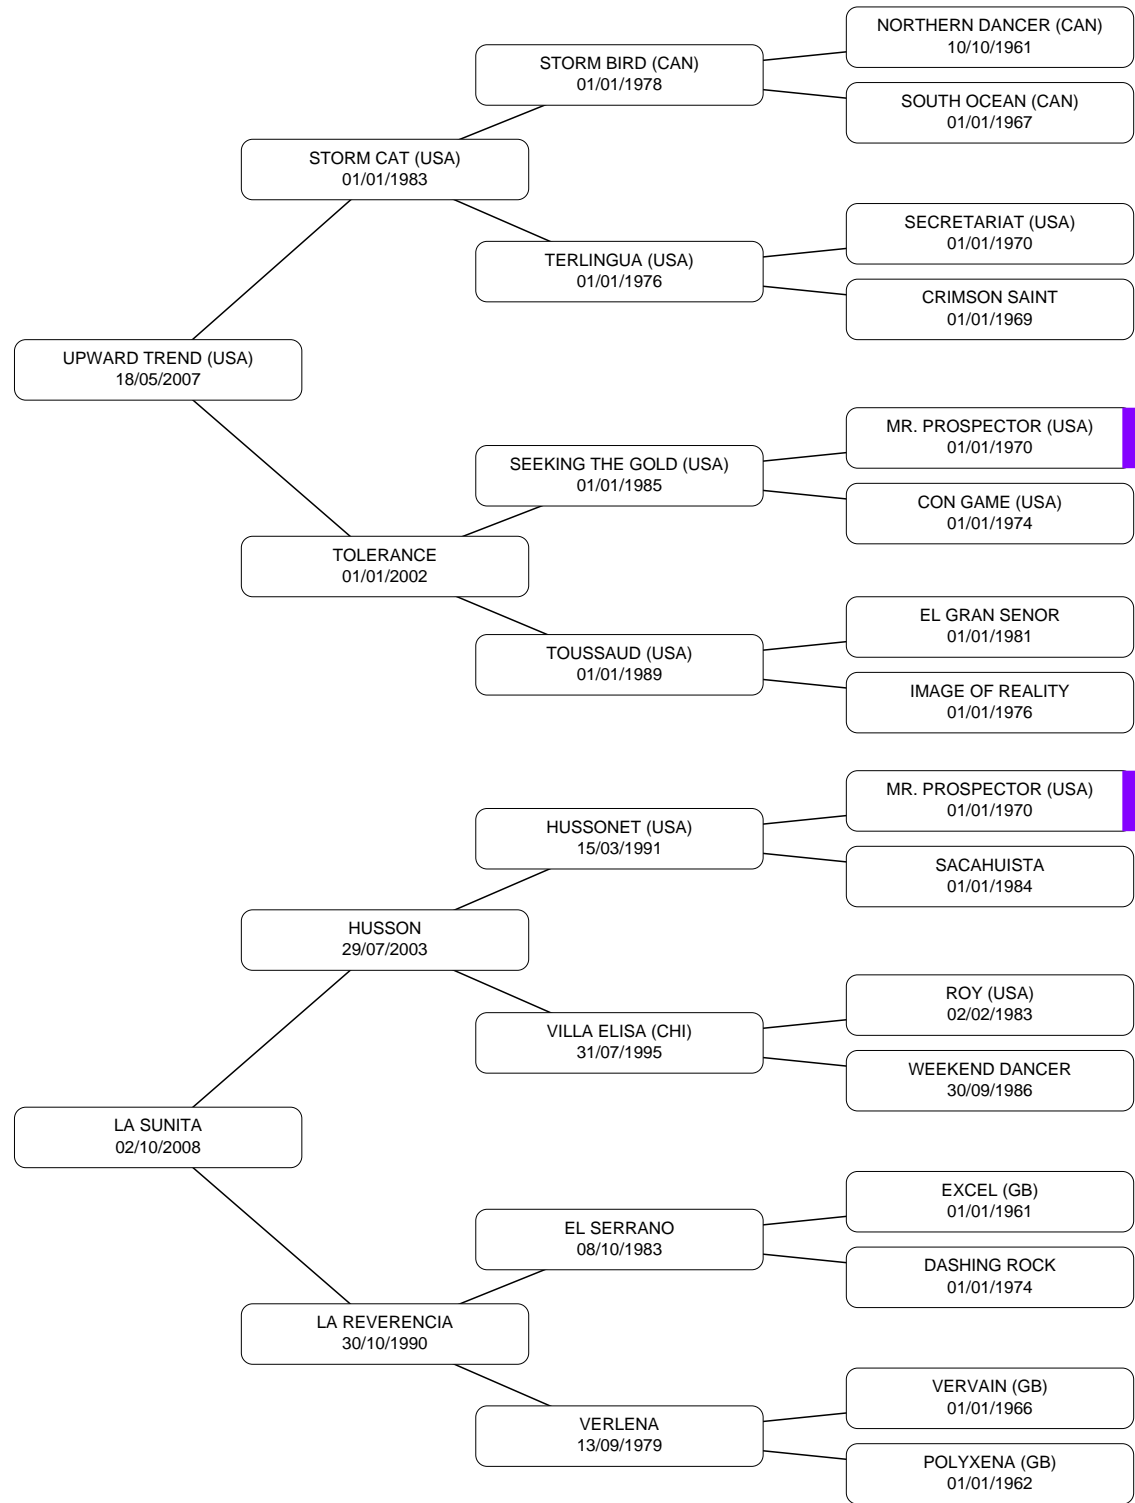 NORTHERN DANCER (CAN)
10/10/1961
STORM BIRD (CAN)
01/01/1978
SOUTH OCEAN (CAN)
01/01/1967
STORM CAT (USA)
01/01/1983
SECRETARIAT (USA)
01/01/1970
TERLINGUA (USA)
01/01/1976
CRIMSON SAINT
01/01/1969
UPWARD TREND (USA)
18/05/2007
MR. PROSPECTOR (USA)
01/01/1970
SEEKING THE GOLD (USA)
01/01/1985
CON GAME (USA)
01/01/1974
TOLERANCE
01/01/2002
EL GRAN SENOR
01/01/1981
TOUSSAUD (USA)
01/01/1989
IMAGE OF REALITY
01/01/1976
MR. PROSPECTOR (USA)
01/01/1970
HUSSONET (USA)
15/03/1991
SACAHUISTA
01/01/1984
HUSSON
29/07/2003
ROY (USA)
02/02/1983
VILLA ELISA (CHI)
31/07/1995
WEEKEND DANCER
30/09/1986
LA SUNITA
02/10/2008
EXCEL (GB)
01/01/1961
EL SERRANO
08/10/1983
DASHING ROCK
01/01/1974
LA REVERENCIA
30/10/1990
VERVAIN (GB)
01/01/1966
VERLENA
13/09/1979
POLYXENA (GB)
01/01/1962